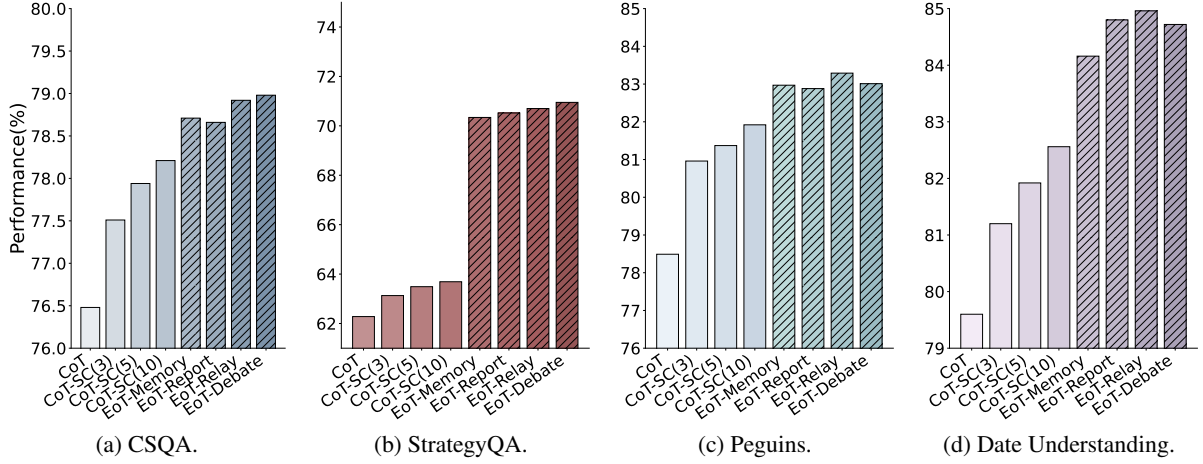 Performance(%)
80.0
79.5
79.0
78.5
78.0
77.5
77.0
76.5
76.0
CoT
CoT-SC(3)
CoT-SC(5)
CoT-SC(10)
EoT-Memory
EoT-Report
EoT-Relay
EoT-Debate
(a) CSQA.
74
72
70
68
66
64
62
CoT
CoT-SC(3)
CoT-SC(5)
CoT-SC(10)
EoT-Memory
EoT-Report
EoT-Relay
EoT-Debate
(b) StrategyQA.
85
84
83
82
81
80
79
78
77
76
CoT
CoT-SC(3)
CoT-SC(5)
CoT-SC(10)
EoT-Memory
EoT-Report
EoT-Relay
EoT-Debate
(c) Peguins.
85
84
83
82
81
80
79
CoT
CoT-SC(3)
CoT-SC(5)
CoT-SC(10)
EoT-Memory
EoT-Report
EoT-Relay
EoT-Debate
(d) Date Understanding.